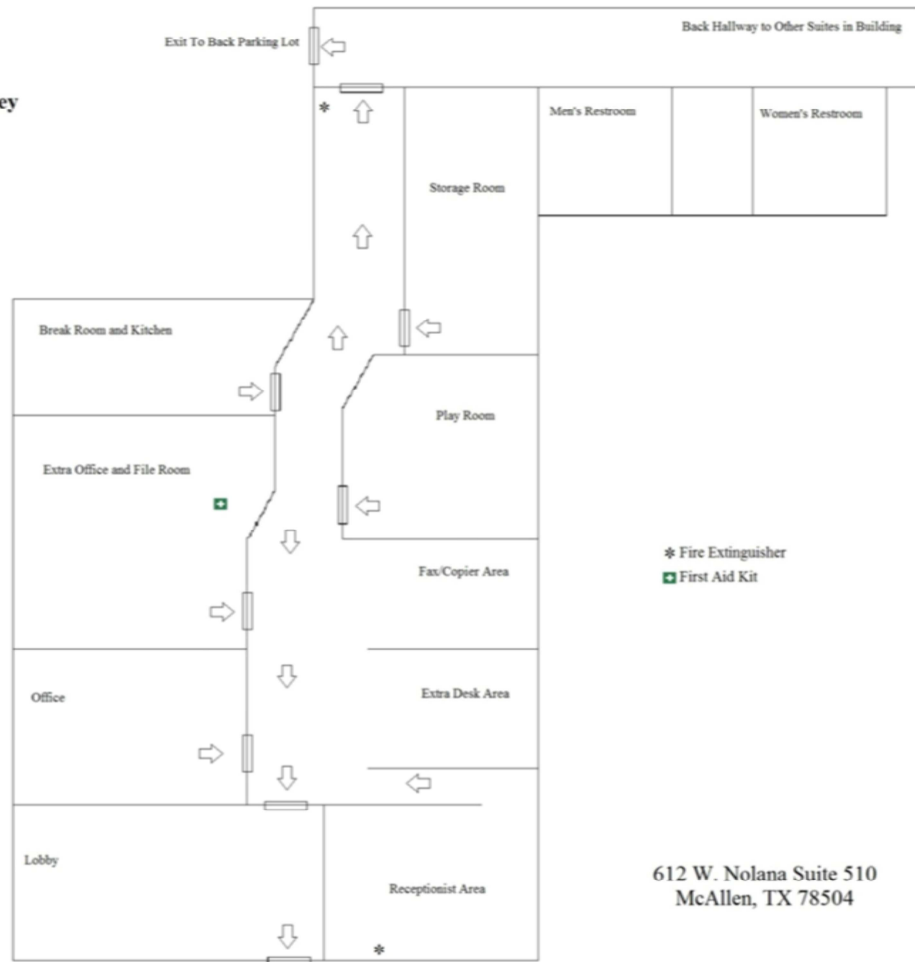 Exit To Back Parking Lot
Back Hallway to Other Suites in Building
Men's Restroom
Women's Restroom
Storage Room
Break Room and Kitchen
Play Room
Extra Office and File Room
* Fire Extinguisher
Fax/Copier Area
First Aid Kit
Extra Desk Area
Office
Lobby
Receptionist Area
612 W. Nolana Suite 510
McAllen, TX 78504